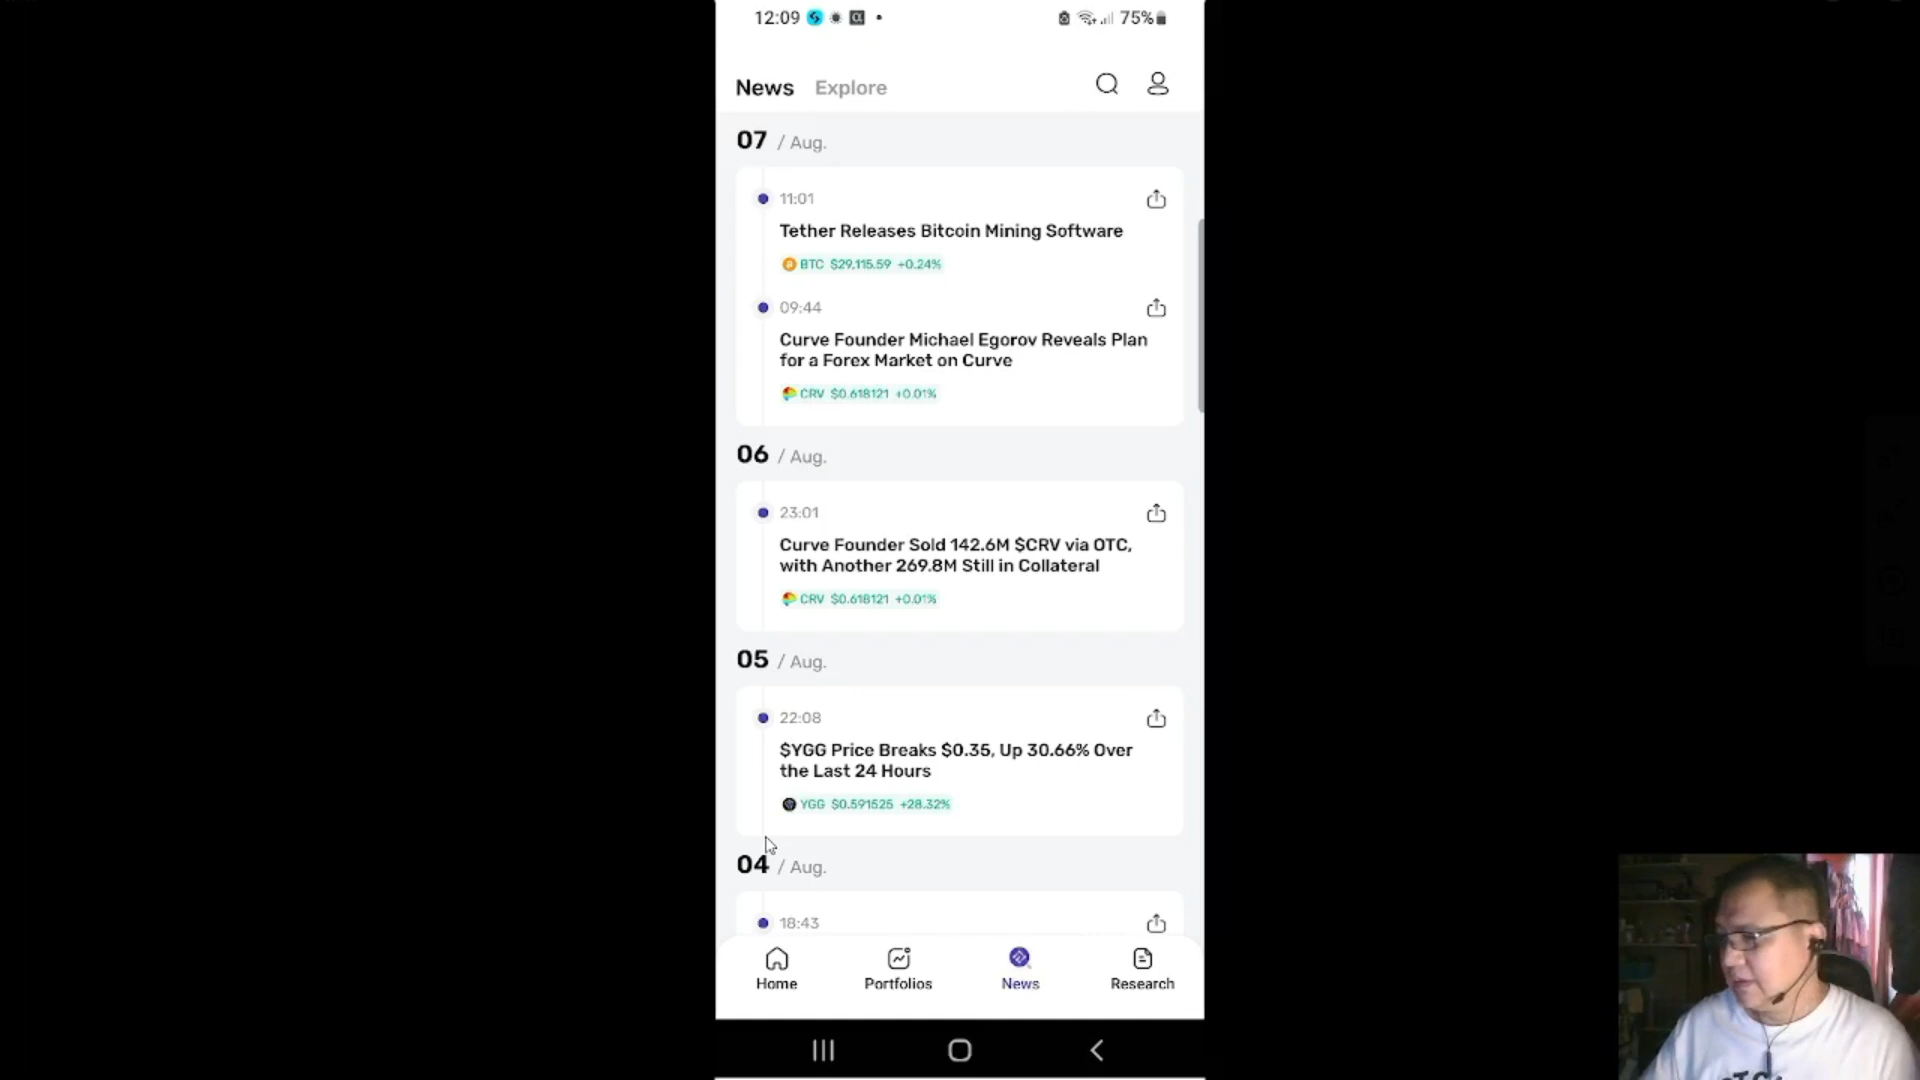 12:09
75%
News Explore
07 / Aug.
11:01
Tether Releases Bitcoin Mining Software
BTC $29,115.59 +0.24%
09:44
Curve Founder Michael Egorov Reveals Plan
for a Forex Market on Curve
CRV $0.618121 +0.01%
06 / Aug.
23:01
Curve Founder Sold 142.6M $CRV via OTC,
with Another 269.8M Still in Collateral
CRV $0.618121 +0.01%
05 / Aug.
22:08
$YGG Price Breaks $0.35, Up 30.66% Over
the Last 24 Hours
YGG $0.591525 +28.32%
04 / Aug.
18:43
Home Portfolios News Research